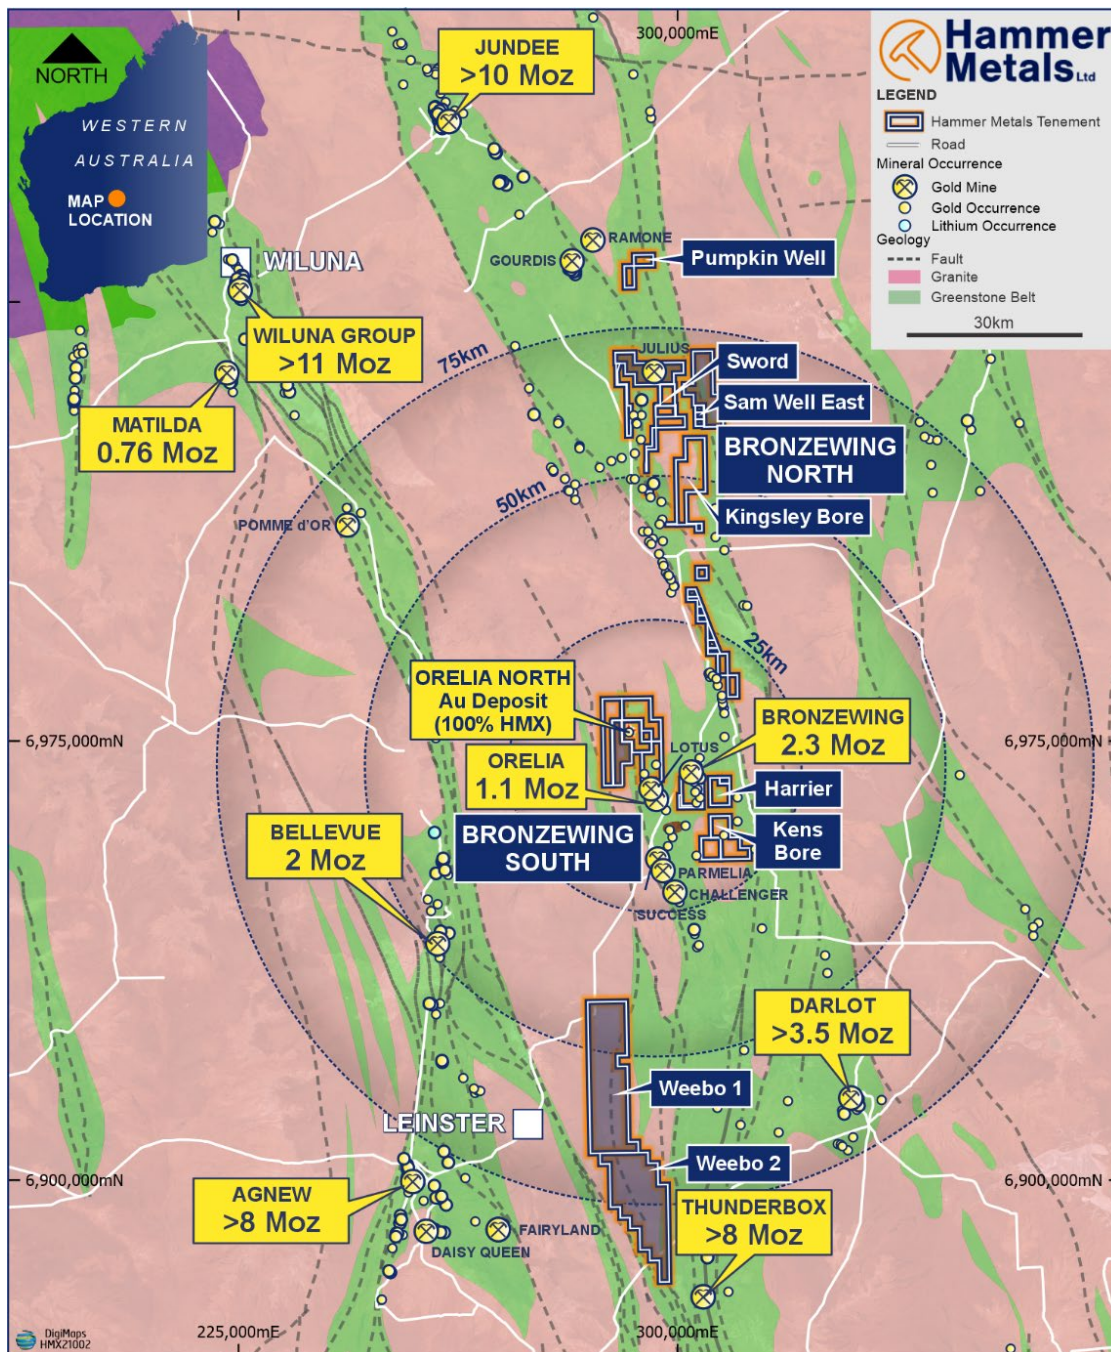 300,000mE
JUNDEE
>10 Moz
NORTH
WESTERN
AUSTRALIA
MAP
LOCATION
Hammer
Metals Ltd
LEGEND
Hammer Metals Tenement
Road
Mineral Occurrence
Gold Mine
Gold Occurrence
Lithium Occurrence
Geology
Fault
Granite
Greenstone Belt
30km
RAMONE
GOURDIS
Pumpkin Well
WILUNA
WILUNA GROUP
>11 Moz
75km
JULIUS
Sword
Sam Well East
MATILDA
0.76 Moz
BRONZEWING
NORTH
50km
Kingsley Bore
POMME d'OR
25km
ORELIA NORTH
Au Deposit
(100% HMX)
BRONZEWING
2.3 Moz
6,975,000mN
6,975,000mN
LOTUS
ORELIA
1.1 Moz
Harrier
BELLEVUE
2 Moz
BRONZEWING
SOUTH
Kens
Bore
PARMELIA
CHALLENGER
SUCCESS
DARLOT
>3.5 Moz
Weebo 1
LEINSTER
Weebo 2
6,900,000mN
6,900,000mN
AGNEW
>8 Moz
THUNDERBOX
>8 Moz
FAIRYLAND
DAISY QUEEN
DigiMaps
HMX21002
225,000mE
300,000mE